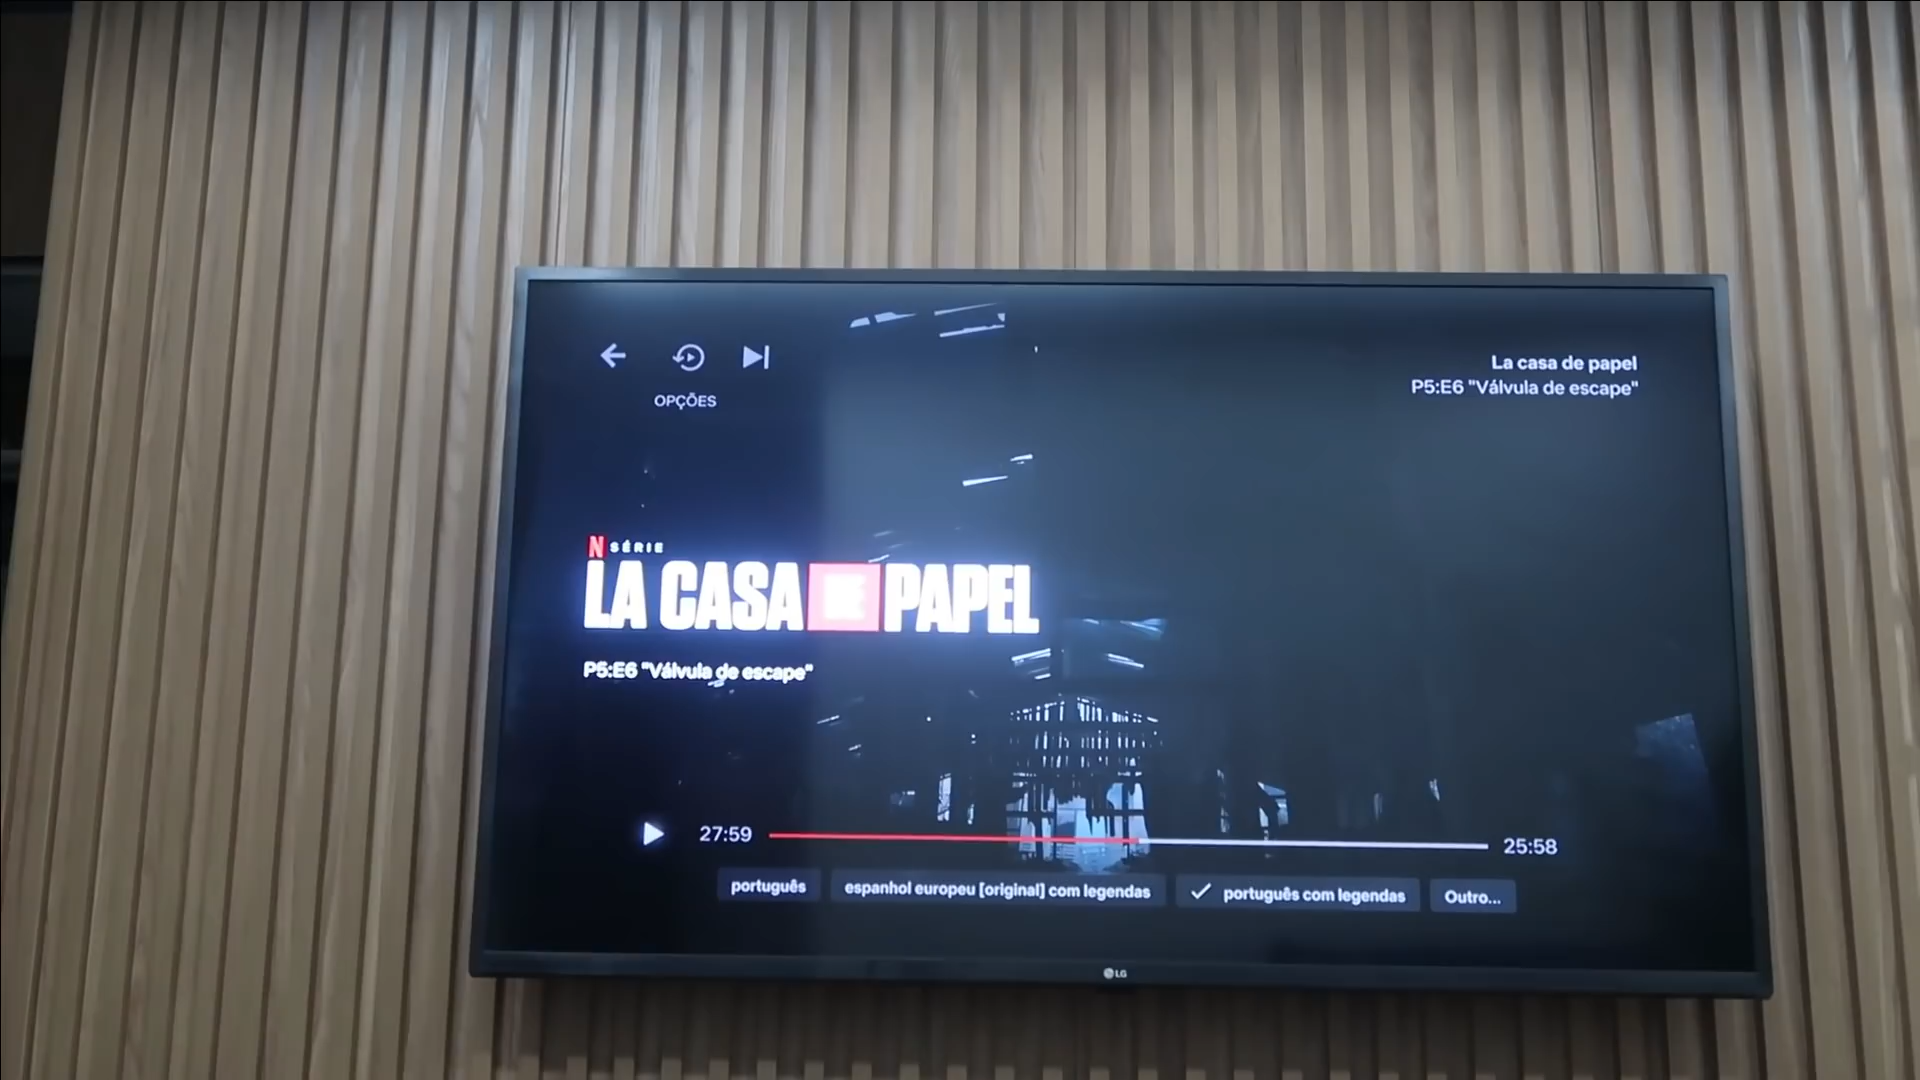 OPÇÕES
La casa de papel
P5:E6 "Válvula de escape"
N SÉRIE
LA CASA DE PAPEL
P5:E6 "Válvula de escape"
27:59
25:58
português
espanhol europeu [original] com legendas
português com legendas
Outro...
LG